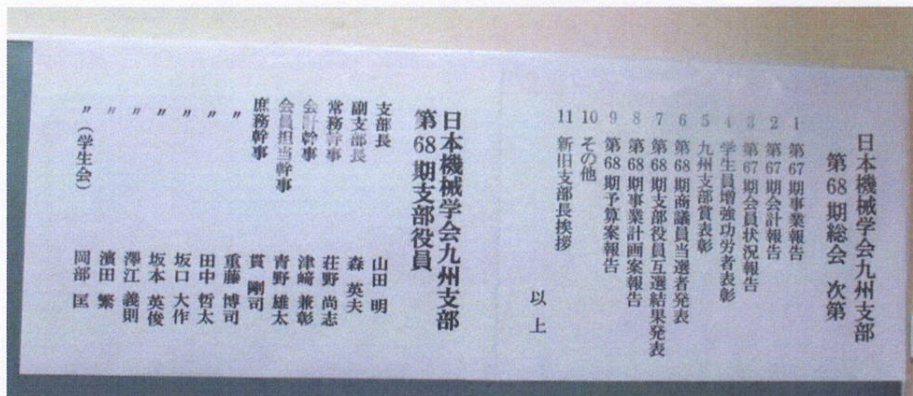 日本機械学会九州支部
第68期総会 次第
1 第67期事業報告
2 第67期会計報告
3 第67期会員状況報告
4 学生員増強功労者表彰
5 九州支部賞表彰
6 第68期商議員当選者発表
7 第68期支部役員互選結果発表
8 第68期事業計画案報告
9 第68期予算案報告
10 その他
11 新旧支部長挨拶
以上
日本機械学会九州支部
第68期支部役員
支部長 山田 明
副支部長 森 英夫
常務幹事 荘野 尚志
会計幹事 津﨑 兼彰
会員担当幹事 青野 雄太
庶務幹事 貫 剛司
〃 重藤 博司
〃 田中 哲太
〃 坂口 大作
〃 坂本 英俊
〃 澤江 義則
〃 濱田 繁
〃(学生会) 岡部 匡